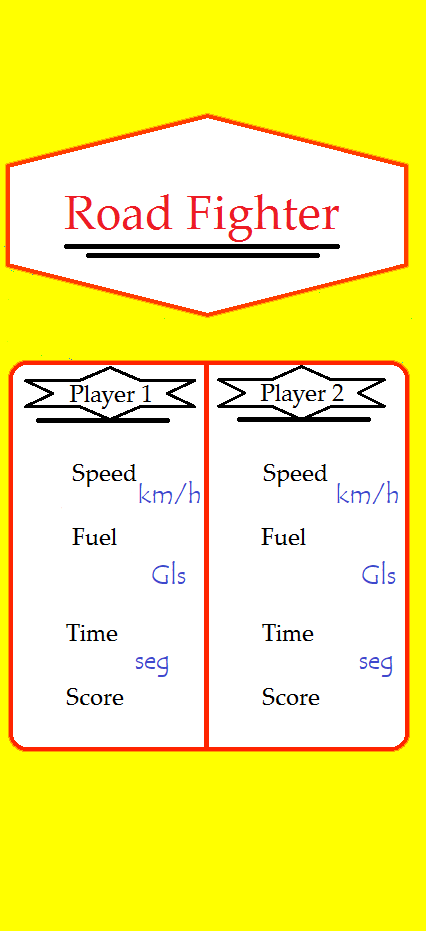 Road Fighter
Player 1
Speed
km/h
Fuel
Gls
Time
seg
Score
Player 2
Speed
km/h
Fuel
Gls
Time
seg
Score